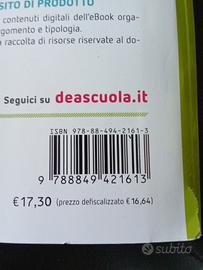 SITO DI PRODOTTO
contenuti digitali dell'eBook orga-
gomento e tipologia.
a raccolta di risorse riservate al do-
Seguici su deascuola.it
ISBN 978-88-494-2161-3
9 788849 421613
€ 17,30 (prezzo defiscalizzato € 16,64)
subito